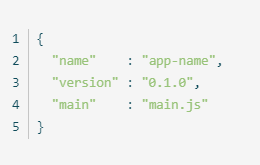 1 {
2   "name"    : "app-name",
3   "version" : "0.1.0",
4   "main"    : "main.js"
5 }